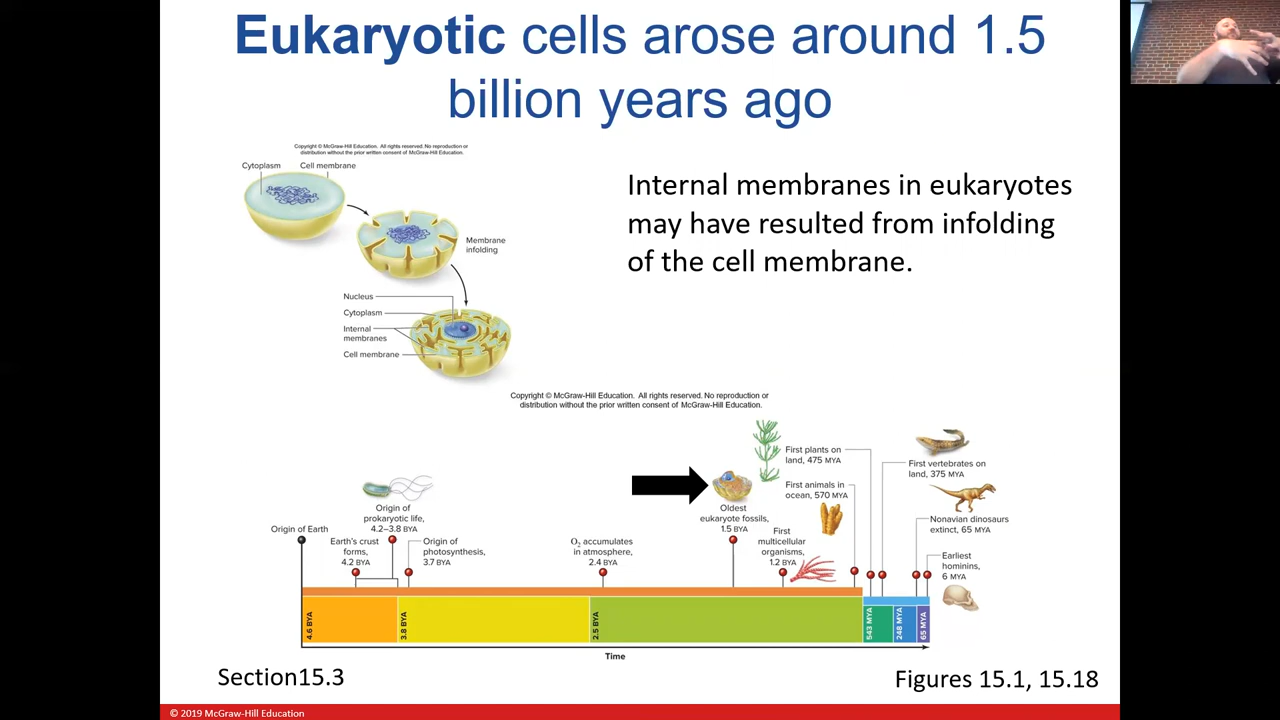 Eukaryotic cells arose around 1.5
billion years ago
Copyright © McGraw-Hill Education. All rights reserved. No reproduction or
distribution without the prior written consent of McGraw-Hill Education.
Cytoplasm
Cell membrane
Membrane
infolding
Nucleus
Cytoplasm
Internal
membranes
Cell membrane
Internal membranes in eukaryotes
may have resulted from infolding
of the cell membrane.
Copyright © McGraw-Hill Education. All rights reserved. No reproduction or
distribution without the prior written consent of McGraw-Hill Education.
Origin of Earth
Earth's crust
forms,
4.2 BYA
Origin of
prokaryotic life,
4.2–3.8 BYA
Origin of
photosynthesis,
3.7 BYA
O₂ accumulates
in atmosphere,
2.4 BYA
Oldest
eukaryote fossils,
1.5 BYA
First
multicellular
organisms,
1.2 BYA
First plants on
land, 475 MYA
First animals in
ocean, 570 MYA
First vertebrates on
land, 375 MYA
Nonavian dinosaurs
extinct, 65 MYA
Earliest
hominins,
6 MYA
4.6 BYA
3.8 BYA
2.5 BYA
543 MYA
248 MYA
65 MYA
Time
Section15.3
Figures 15.1, 15.18
© 2019 McGraw-Hill Education